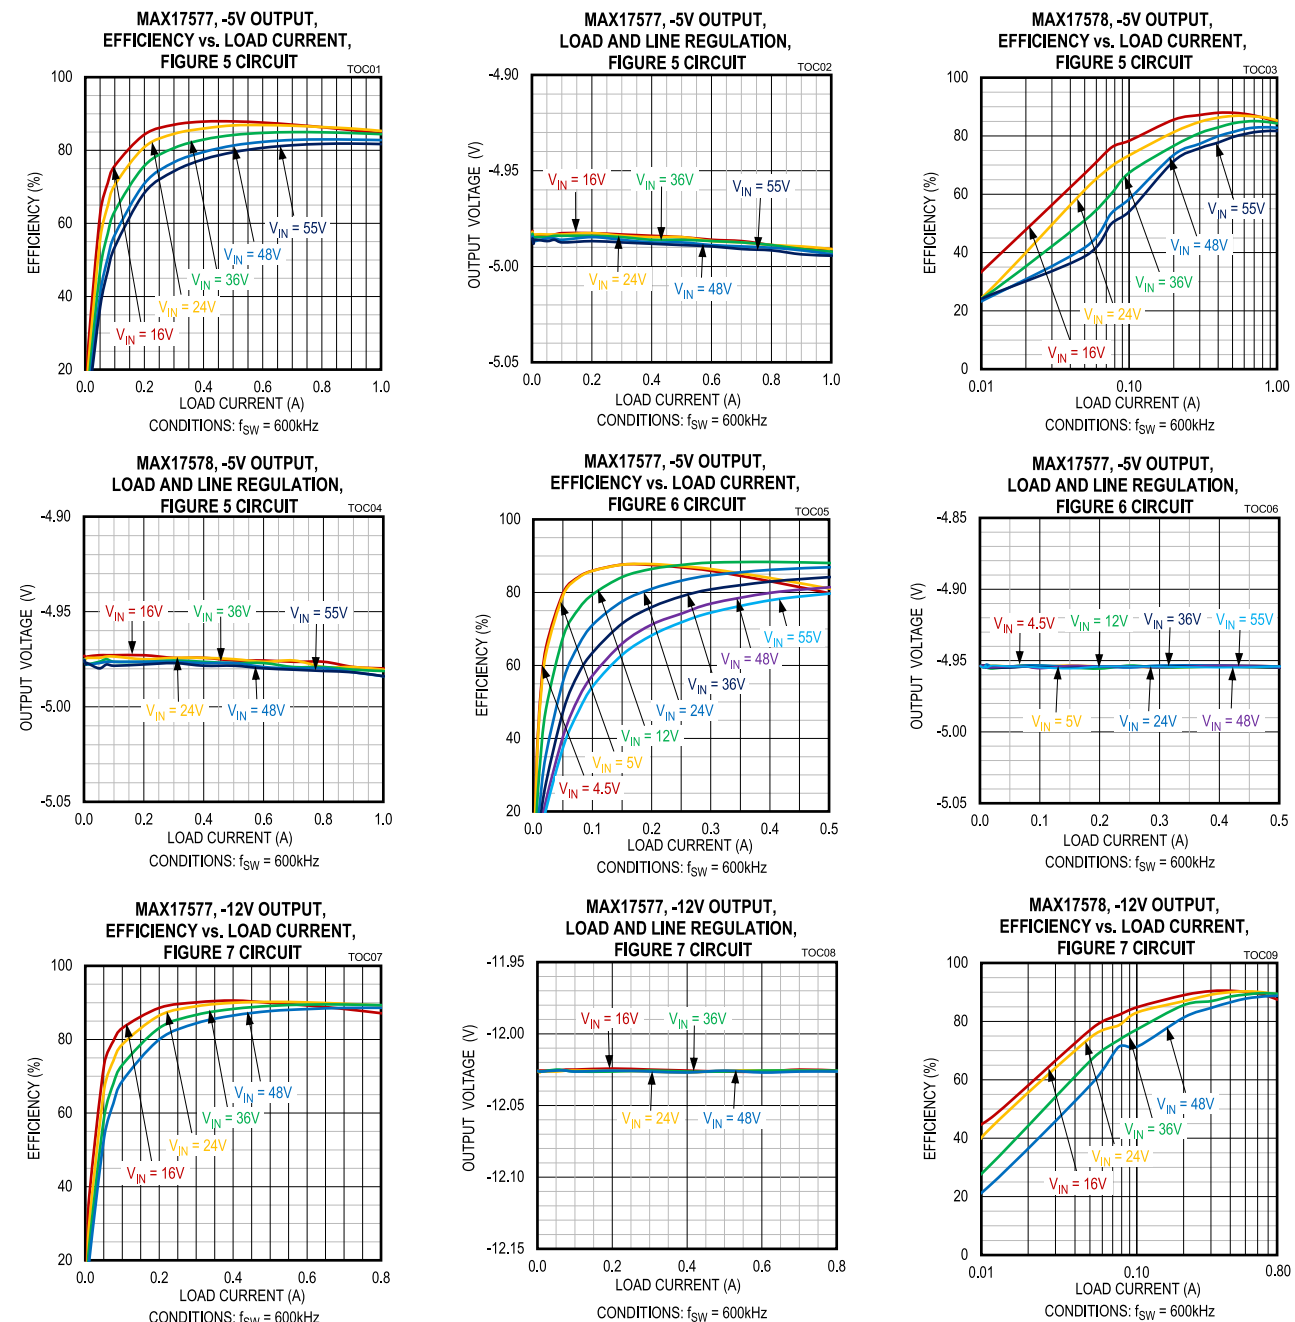 MAX17577, -5V OUTPUT,
EFFICIENCY vs. LOAD CURRENT,
FIGURE 5 CIRCUIT
TOC01
100
80
60
40
20
EFFICIENCY (%)
VIN = 55V
VIN = 48V
VIN = 36V
VIN = 24V
VIN = 16V
0.0 0.2 0.4 0.6 0.8 1.0
LOAD CURRENT (A)
CONDITIONS: fSW = 600kHz
MAX17577, -5V OUTPUT,
LOAD AND LINE REGULATION,
FIGURE 5 CIRCUIT
TOC02
-4.90
-4.95
-5.00
-5.05
OUTPUT VOLTAGE (V)
VIN = 16V VIN = 36V VIN = 55V
VIN = 24V VIN = 48V
0.0 0.2 0.4 0.6 0.8 1.0
LOAD CURRENT (A)
CONDITIONS: fSW = 600kHz
MAX17578, -5V OUTPUT,
EFFICIENCY vs. LOAD CURRENT,
FIGURE 5 CIRCUIT
TOC03
100
80
60
40
20
0
EFFICIENCY (%)
VIN = 55V
VIN = 48V
VIN = 36V
VIN = 24V
VIN = 16V
0.01 0.10 1.00
LOAD CURRENT (A)
CONDITIONS: fSW = 600kHz
MAX17578, -5V OUTPUT,
LOAD AND LINE REGULATION,
FIGURE 5 CIRCUIT
TOC04
-4.90
-4.95
-5.00
-5.05
OUTPUT VOLTAGE (V)
VIN = 16V VIN = 36V VIN = 55V
VIN = 24V VIN = 48V
0.0 0.2 0.4 0.6 0.8 1.0
LOAD CURRENT (A)
CONDITIONS: fSW = 600kHz
MAX17577, -5V OUTPUT,
EFFICIENCY vs. LOAD CURRENT,
FIGURE 6 CIRCUIT
TOC05
100
80
60
40
20
EFFICIENCY (%)
VIN = 55V
VIN = 48V
VIN = 36V
VIN = 24V
VIN = 12V
VIN = 5V
VIN = 4.5V
0.0 0.1 0.2 0.3 0.4 0.5
LOAD CURRENT (A)
CONDITIONS: fSW = 600kHz
MAX17577, -5V OUTPUT,
LOAD AND LINE REGULATION,
FIGURE 6 CIRCUIT
TOC06
-4.85
-4.90
-4.95
-5.00
-5.05
OUTPUT VOLTAGE (V)
VIN = 4.5V VIN = 12V VIN = 36V VIN = 55V
VIN = 5V VIN = 24V VIN = 48V
0.0 0.1 0.2 0.3 0.4 0.5
LOAD CURRENT (A)
CONDITIONS: fSW = 600kHz
MAX17577, -12V OUTPUT,
EFFICIENCY vs. LOAD CURRENT,
FIGURE 7 CIRCUIT
TOC07
100
80
60
40
20
EFFICIENCY (%)
VIN = 48V
VIN = 36V
VIN = 24V
VIN = 16V
0.0 0.2 0.4 0.6 0.8
LOAD CURRENT (A)
CONDITIONS: fSW = 600kHz
MAX17577, -12V OUTPUT,
LOAD AND LINE REGULATION,
FIGURE 7 CIRCUIT
TOC08
-11.95
-12.00
-12.05
-12.10
-12.15
OUTPUT VOLTAGE (V)
VIN = 16V VIN = 36V
VIN = 24V VIN = 48V
0.0 0.2 0.4 0.6 0.8
LOAD CURRENT (A)
CONDITIONS: fSW = 600kHz
MAX17578, -12V OUTPUT,
EFFICIENCY vs. LOAD CURRENT,
FIGURE 7 CIRCUIT
TOC09
100
80
60
40
20
0
EFFICIENCY (%)
VIN = 48V
VIN = 36V
VIN = 24V
VIN = 16V
0.01 0.10 0.80
LOAD CURRENT (A)
CONDITIONS: fSW = 600kHz